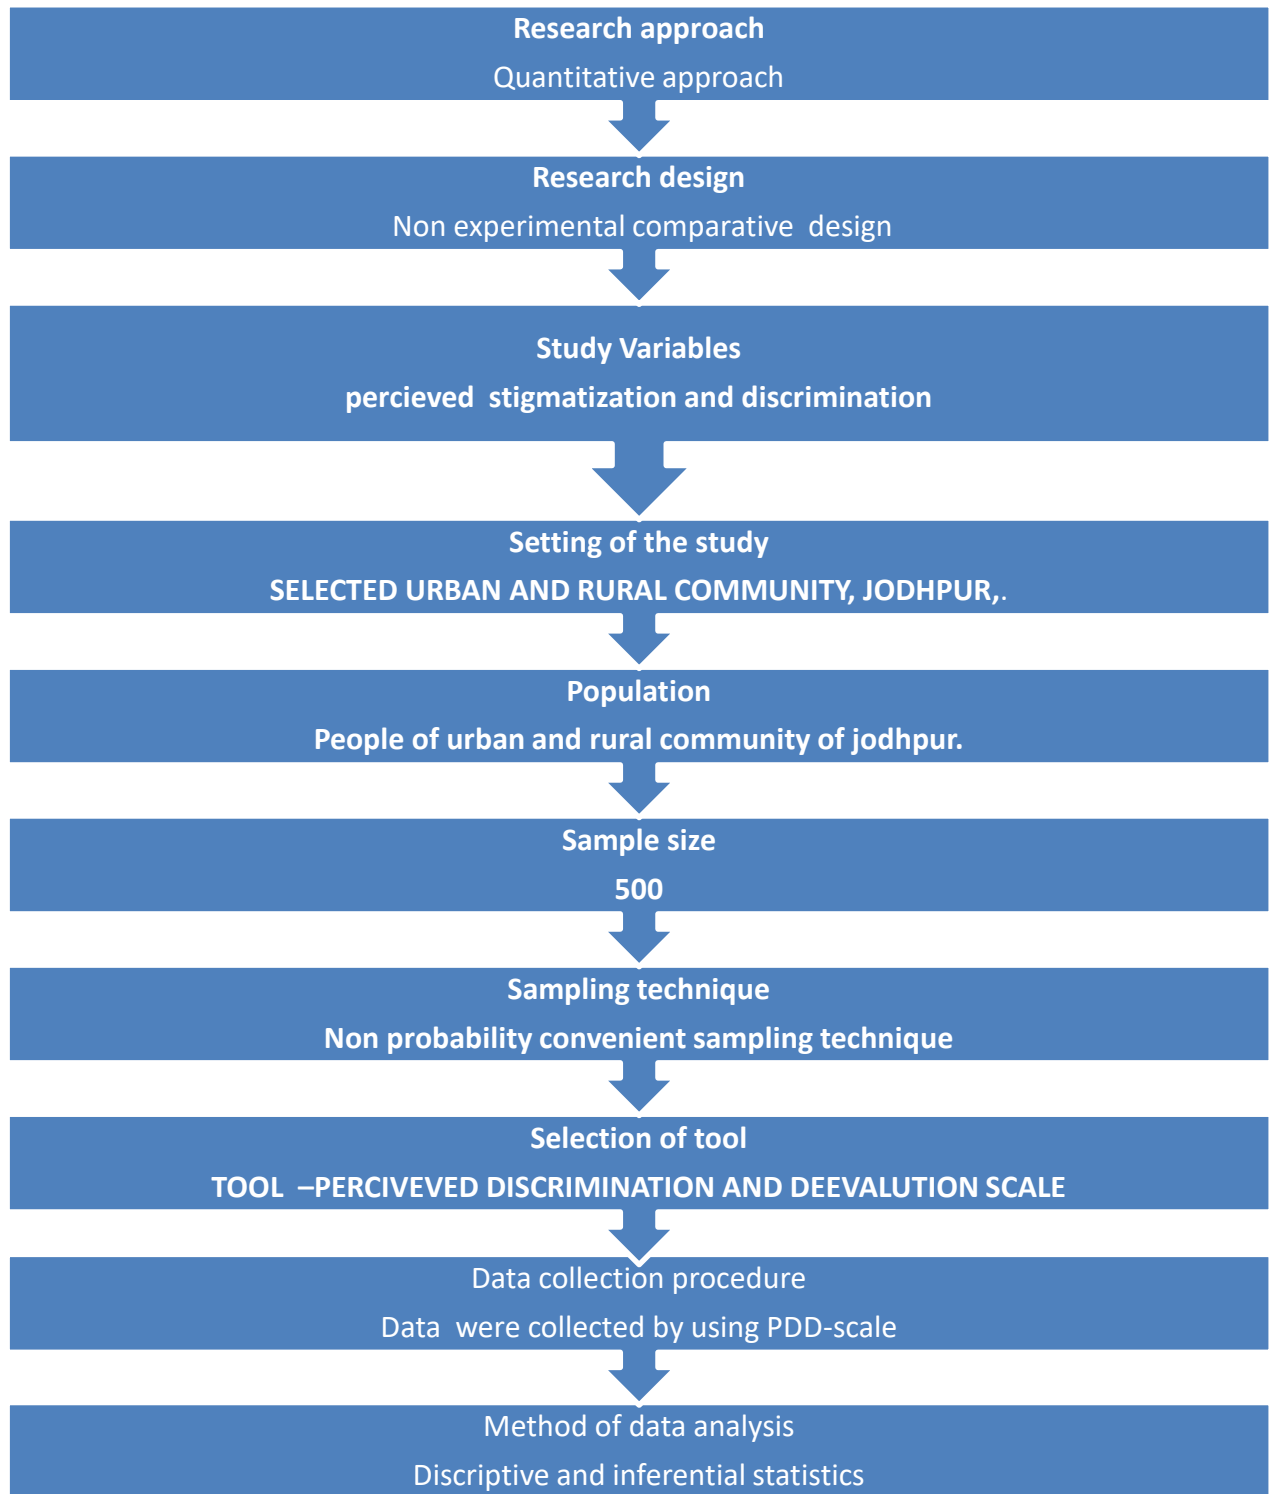 Research approach
Quantitative approach
Research design
Non experimental comparative design
Study Variables
percieved stigmatization and discrimination
Setting of the study
SELECTED URBAN AND RURAL COMMUNITY, JODHPUR,.
Population
People of urban and rural community of jodhpur.
Sample size
500
Sampling technique
Non probability convenient sampling technique
Selection of tool
TOOL –PERCIVEVED DISCRIMINATION AND DEEVALUTION SCALE
Data collection procedure
Data were collected by using PDD-scale
Method of data analysis
Discriptive and inferential statistics